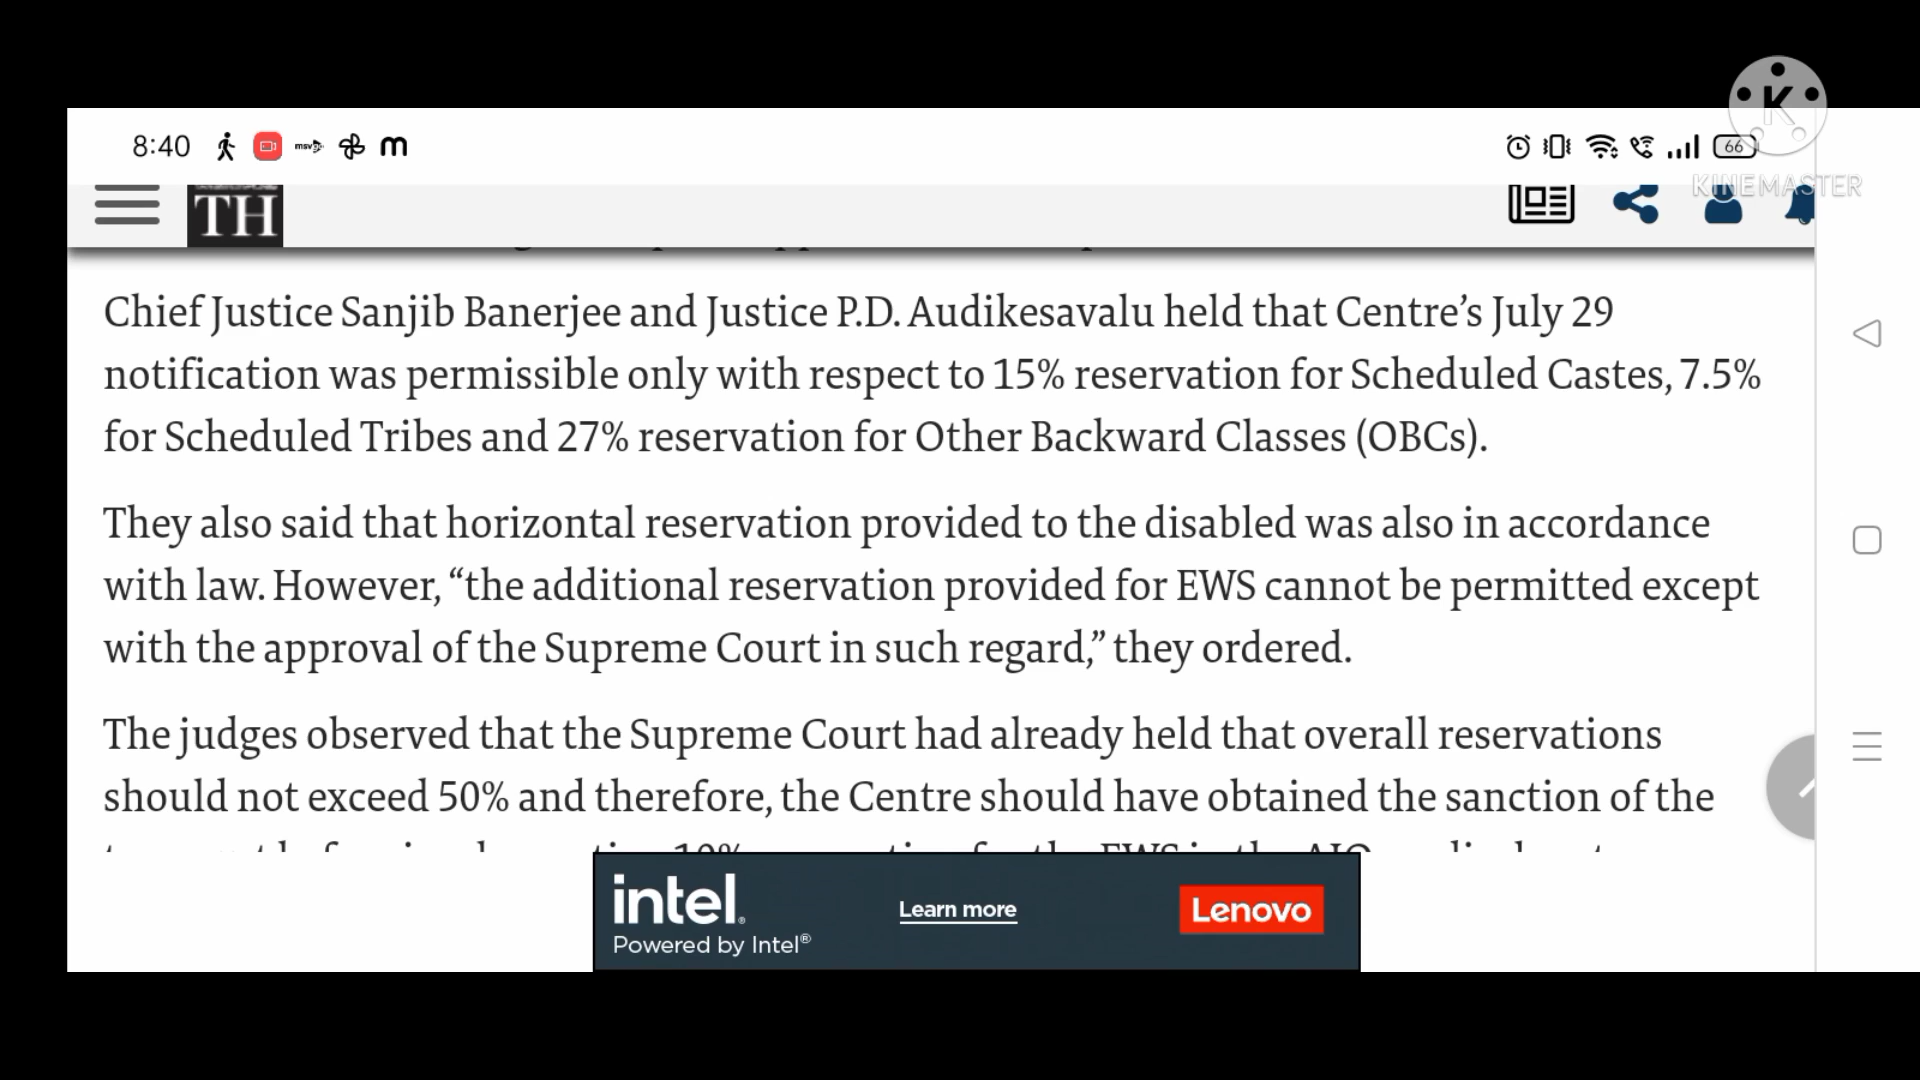 8:40
66
KINEMASTER
TH
Chief Justice Sanjib Banerjee and Justice P.D. Audikesavalu held that Centre’s July 29
notification was permissible only with respect to 15% reservation for Scheduled Castes, 7.5%
for Scheduled Tribes and 27% reservation for Other Backward Classes (OBCs).
They also said that horizontal reservation provided to the disabled was also in accordance
with law. However, “the additional reservation provided for EWS cannot be permitted except
with the approval of the Supreme Court in such regard,” they ordered.
The judges observed that the Supreme Court had already held that overall reservations
should not exceed 50% and therefore, the Centre should have obtained the sanction of the
intel.
Learn more
Lenovo
Powered by Intel®